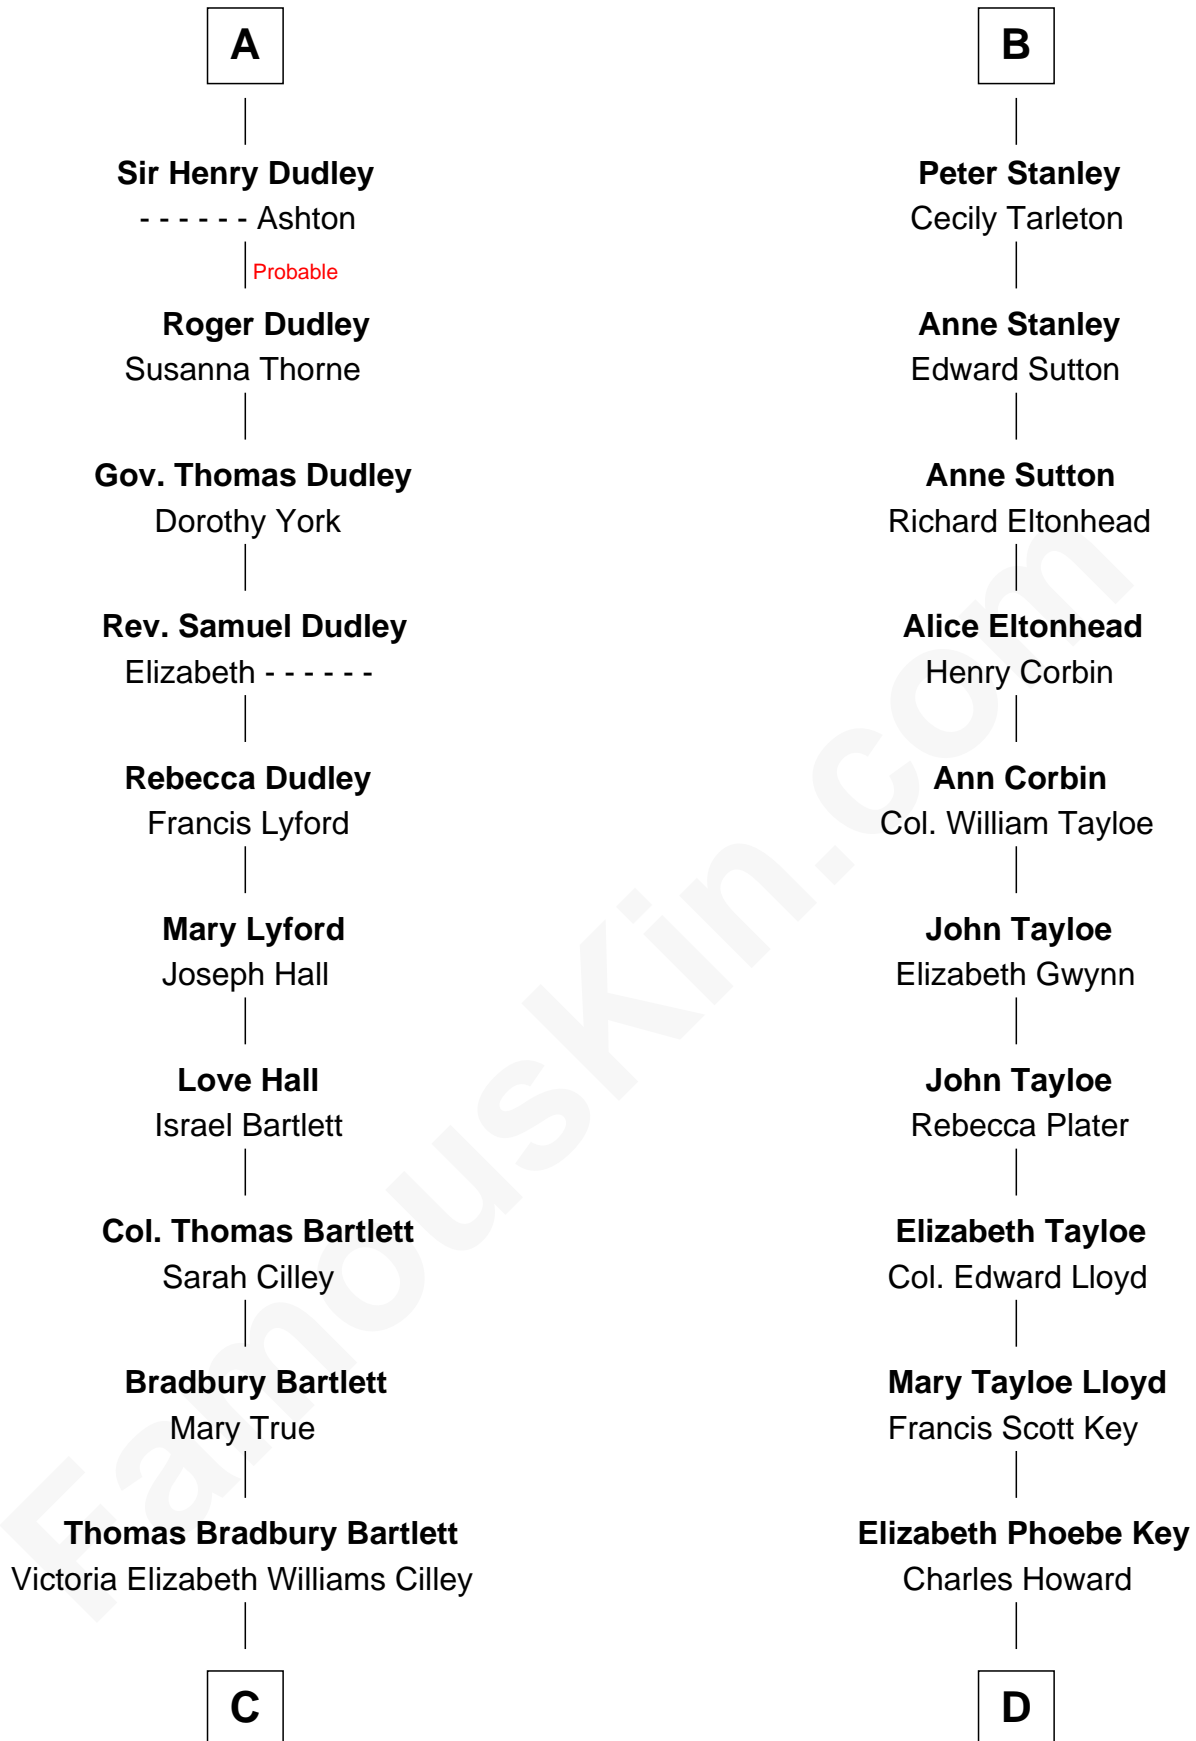 A
Sir Henry Dudley
- - - - - - Ashton
Probable
Roger Dudley
Susanna Thorne
Gov. Thomas Dudley
Dorothy York
Rev. Samuel Dudley
Elizabeth - - - - - -
Rebecca Dudley
Francis Lyford
Mary Lyford
Joseph Hall
Love Hall
Israel Bartlett
Col. Thomas Bartlett
Sarah Cilley
Bradbury Bartlett
Mary True
Thomas Bradbury Bartlett
Victoria Elizabeth Williams Cilley
C
B
Peter Stanley
Cecily Tarleton
Anne Stanley
Edward Sutton
Anne Sutton
Richard Eltonhead
Alice Eltonhead
Henry Corbin
Ann Corbin
Col. William Tayloe
John Tayloe
Elizabeth Gwynn
John Tayloe
Rebecca Plater
Elizabeth Tayloe
Col. Edward Lloyd
Mary Tayloe Lloyd
Francis Scott Key
Elizabeth Phoebe Key
Charles Howard
D
FamousKin.com